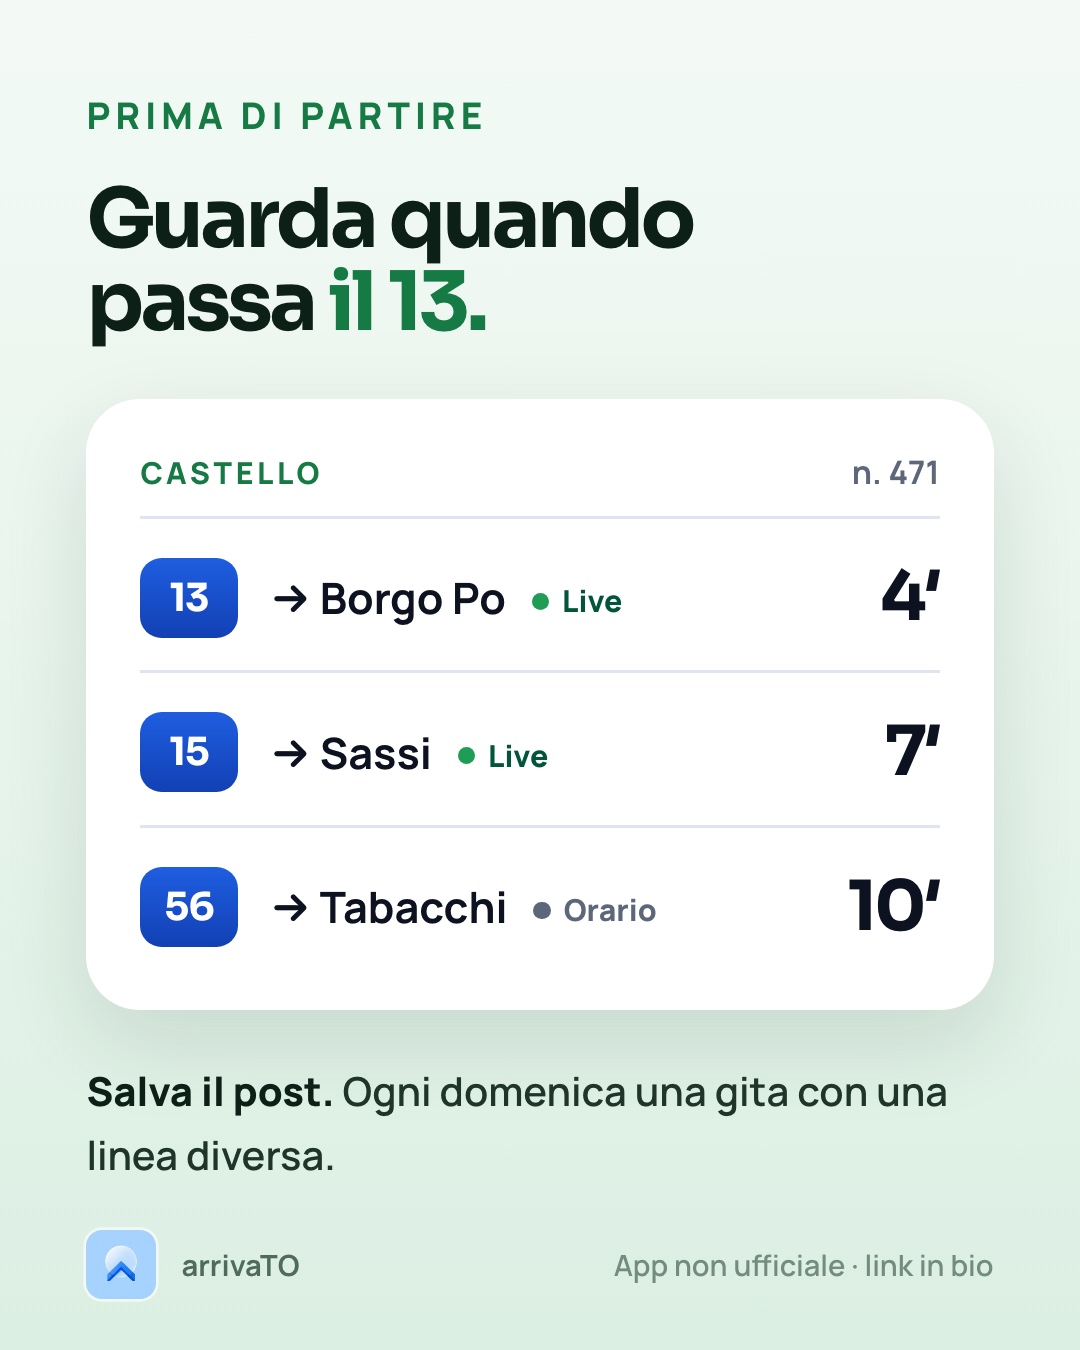 PRIMA DI PARTIRE
Guarda quando
passa il 13.
CASTELLO n. 471
13 → Borgo Po ● Live 4′
15 → Sassi ● Live 7′
56 → Tabacchi ● Orario 10′
Salva il post. Ogni domenica una gita con una
linea diversa.
arrivaTO App non ufficiale · link in bio